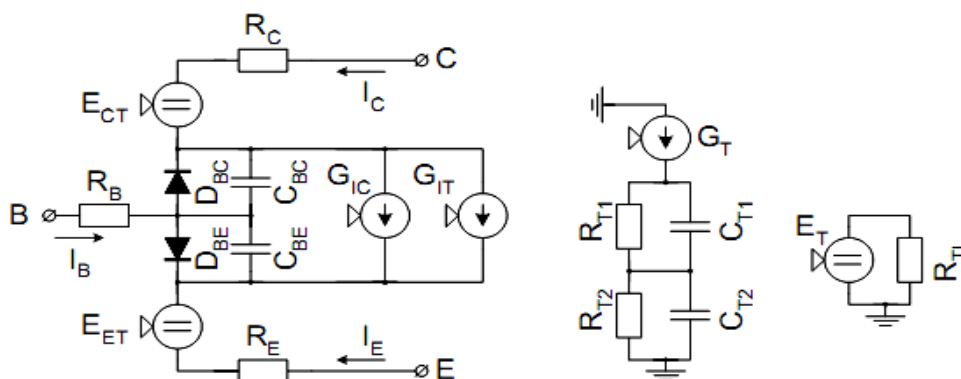 R_C
C
I_C
E_CT
R_B
D_BC
C_BC
G_IC
G_IT
G_T
B
I_B
D_BE
C_BE
R_T1
C_T1
E_T
R_TL
E_ET
R_E
I_E
E
R_T2
C_T2